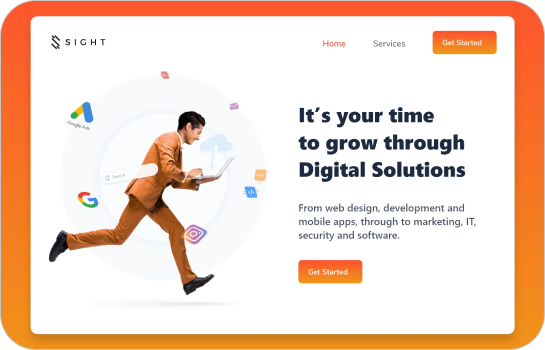 SIGHT
Home
Services
Get Started
It´s your time
to grow through
Digital Solutions
From web design, development and
mobile apps, through to marketing, IT,
security and software.
Get Started
Google Ads
Search